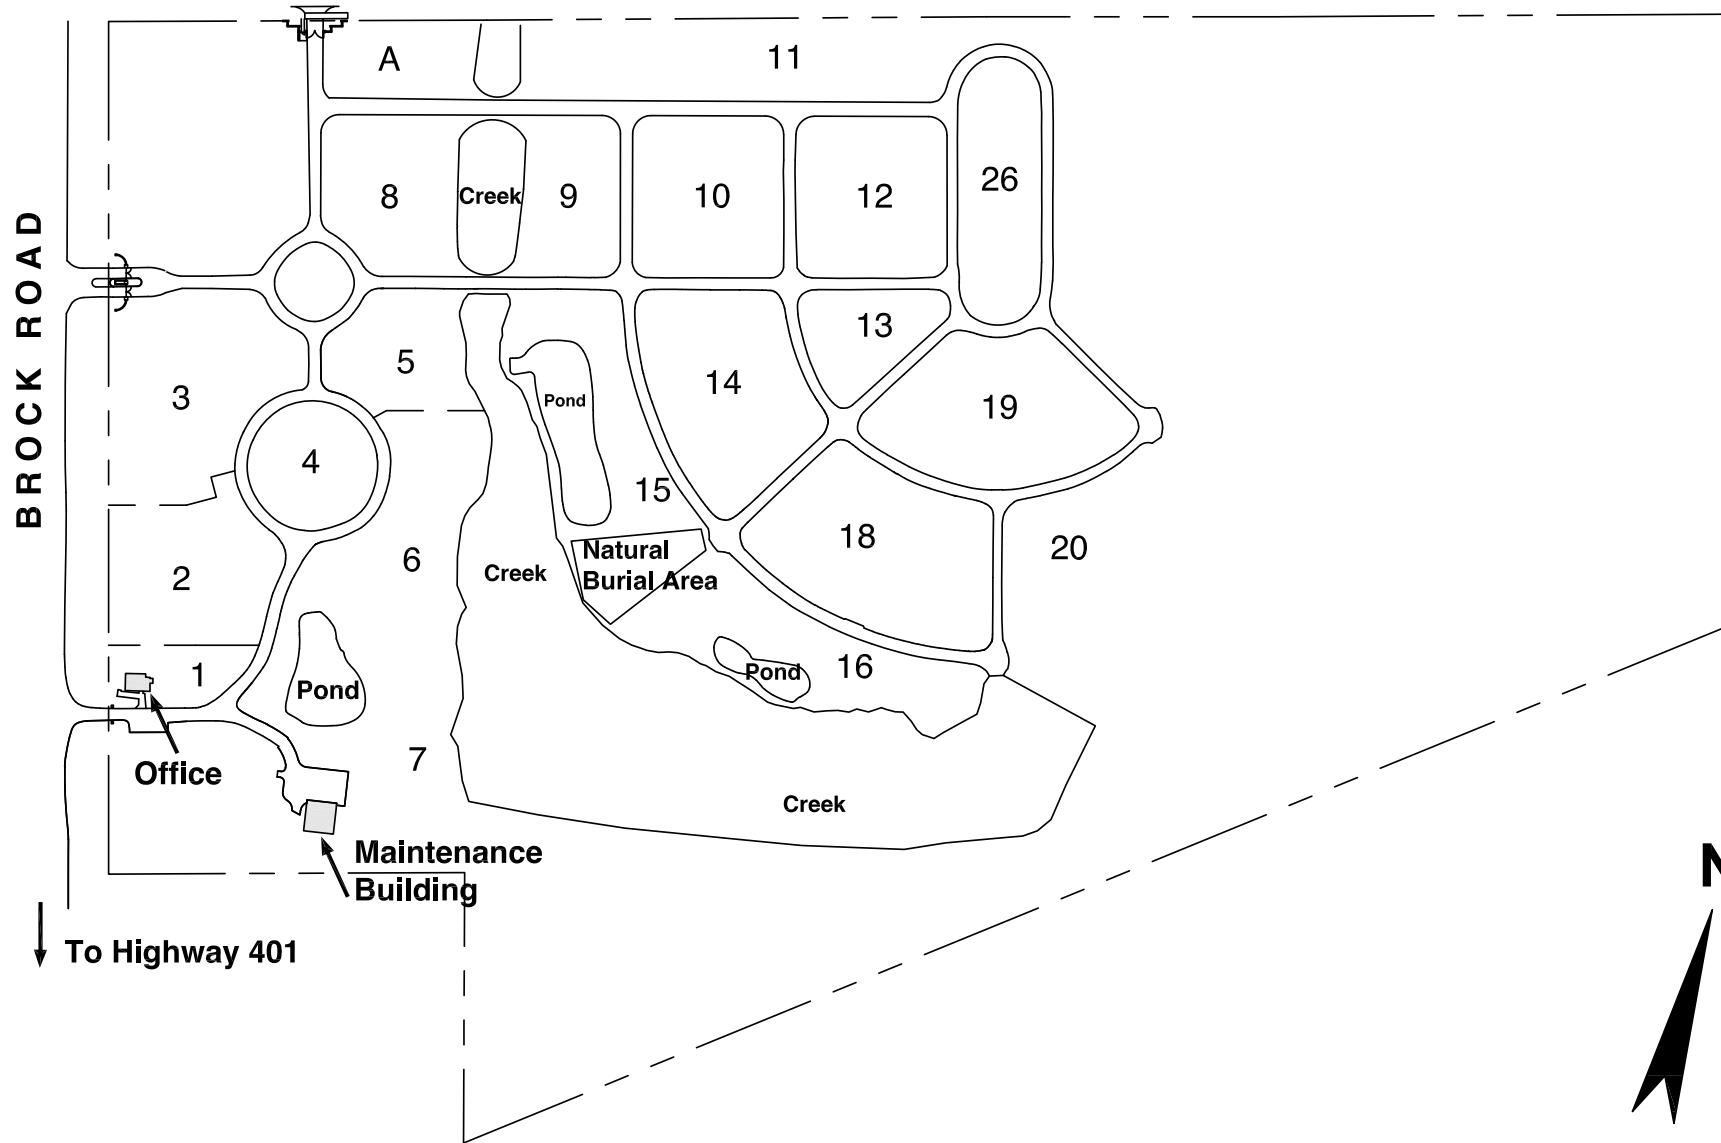 A
11
8
Creek
9
10
12
26
BROCK ROAD
3
5
Pond
14
13
19
4
15
2
6
Creek
Natural
Burial Area
18
20
1
Pond
Pond
16
Office
7
Creek
Maintenance
Building
To Highway 401
N